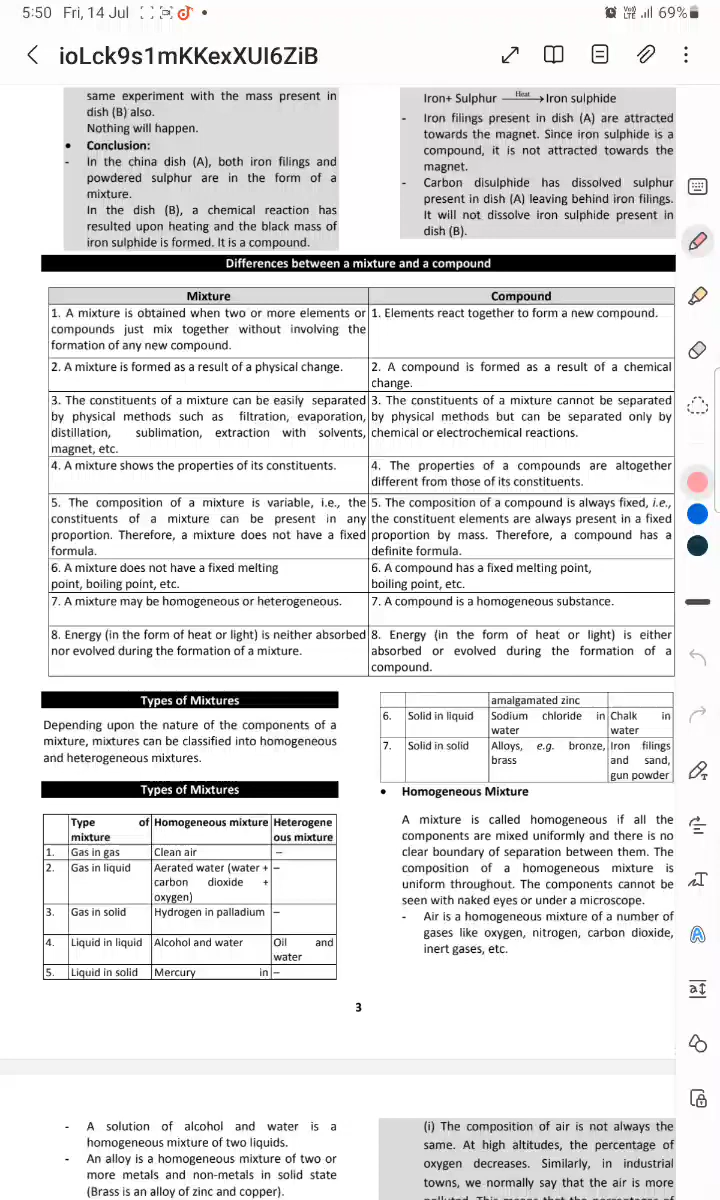 5:50 Fri, 14 Jul
69%
ioLck9s1mKKexXUI6ZiB
same experiment with the mass present in
dish (B) also.
Nothing will happen.
• Conclusion:
- In the china dish (A), both iron filings and
powdered sulphur are in the form of a
mixture.
In the dish (B), a chemical reaction has
resulted upon heating and the black mass of
iron sulphide is formed. It is a compound.
Iron+ Sulphur —Heat→ Iron sulphide
- Iron filings present in dish (A) are attracted
towards the magnet. Since iron sulphide is a
compound, it is not attracted towards the
magnet.
- Carbon disulphide has dissolved sulphur
present in dish (A) leaving behind iron filings.
It will not dissolve iron sulphide present in
dish (B).
Differences between a mixture and a compound
Mixture
Compound
1. A mixture is obtained when two or more elements or
compounds just mix together without involving the
formation of any new compound.
1. Elements react together to form a new compound.
2. A mixture is formed as a result of a physical change.
2. A compound is formed as a result of a chemical
change.
3. The constituents of a mixture can be easily separated
by physical methods such as filtration, evaporation,
distillation, sublimation, extraction with solvents,
magnet, etc.
3. The constituents of a mixture cannot be separated
by physical methods but can be separated only by
chemical or electrochemical reactions.
4. A mixture shows the properties of its constituents.
4. The properties of a compounds are altogether
different from those of its constituents.
5. The composition of a mixture is variable, i.e., the
constituents of a mixture can be present in any
proportion. Therefore, a mixture does not have a fixed
formula.
5. The composition of a compound is always fixed, i.e.,
the constituent elements are always present in a fixed
proportion by mass. Therefore, a compound has a
definite formula.
6. A mixture does not have a fixed melting
point, boiling point, etc.
6. A compound has a fixed melting point,
boiling point, etc.
7. A mixture may be homogeneous or heterogeneous.
7. A compound is a homogeneous substance.
8. Energy (in the form of heat or light) is neither absorbed
nor evolved during the formation of a mixture.
8. Energy (in the form of heat or light) is either
absorbed or evolved during the formation of a
compound.
Types of Mixtures
Depending upon the nature of the components of a
mixture, mixtures can be classified into homogeneous
and heterogeneous mixtures.
Types of Mixtures
Type of Homogeneous mixture Heterogene
mixture ous mixture
1. Gas in gas Clean air –
2. Gas in liquid Aerated water (water + –
carbon dioxide +
oxygen)
3. Gas in solid Hydrogen in palladium –
4. Liquid in liquid Alcohol and water Oil and
water
5. Liquid in solid Mercury in –
amalgamated zinc
6. Solid in liquid Sodium chloride in Chalk in
water water
7. Solid in solid Alloys, e.g. bronze, Iron filings
brass and sand,
gun powder
• Homogeneous Mixture
A mixture is called homogeneous if all the
components are mixed uniformly and there is no
clear boundary of separation between them. The
composition of a homogeneous mixture is
uniform throughout. The components cannot be
seen with naked eyes or under a microscope.
- Air is a homogeneous mixture of a number of
gases like oxygen, nitrogen, carbon dioxide,
inert gases, etc.
3
- A solution of alcohol and water is a
homogeneous mixture of two liquids.
- An alloy is a homogeneous mixture of two or
more metals and non-metals in solid state
(Brass is an alloy of zinc and copper).
(i) The composition of air is not always the
same. At high altitudes, the percentage of
oxygen decreases. Similarly, in industrial
towns, we normally say that the air is more